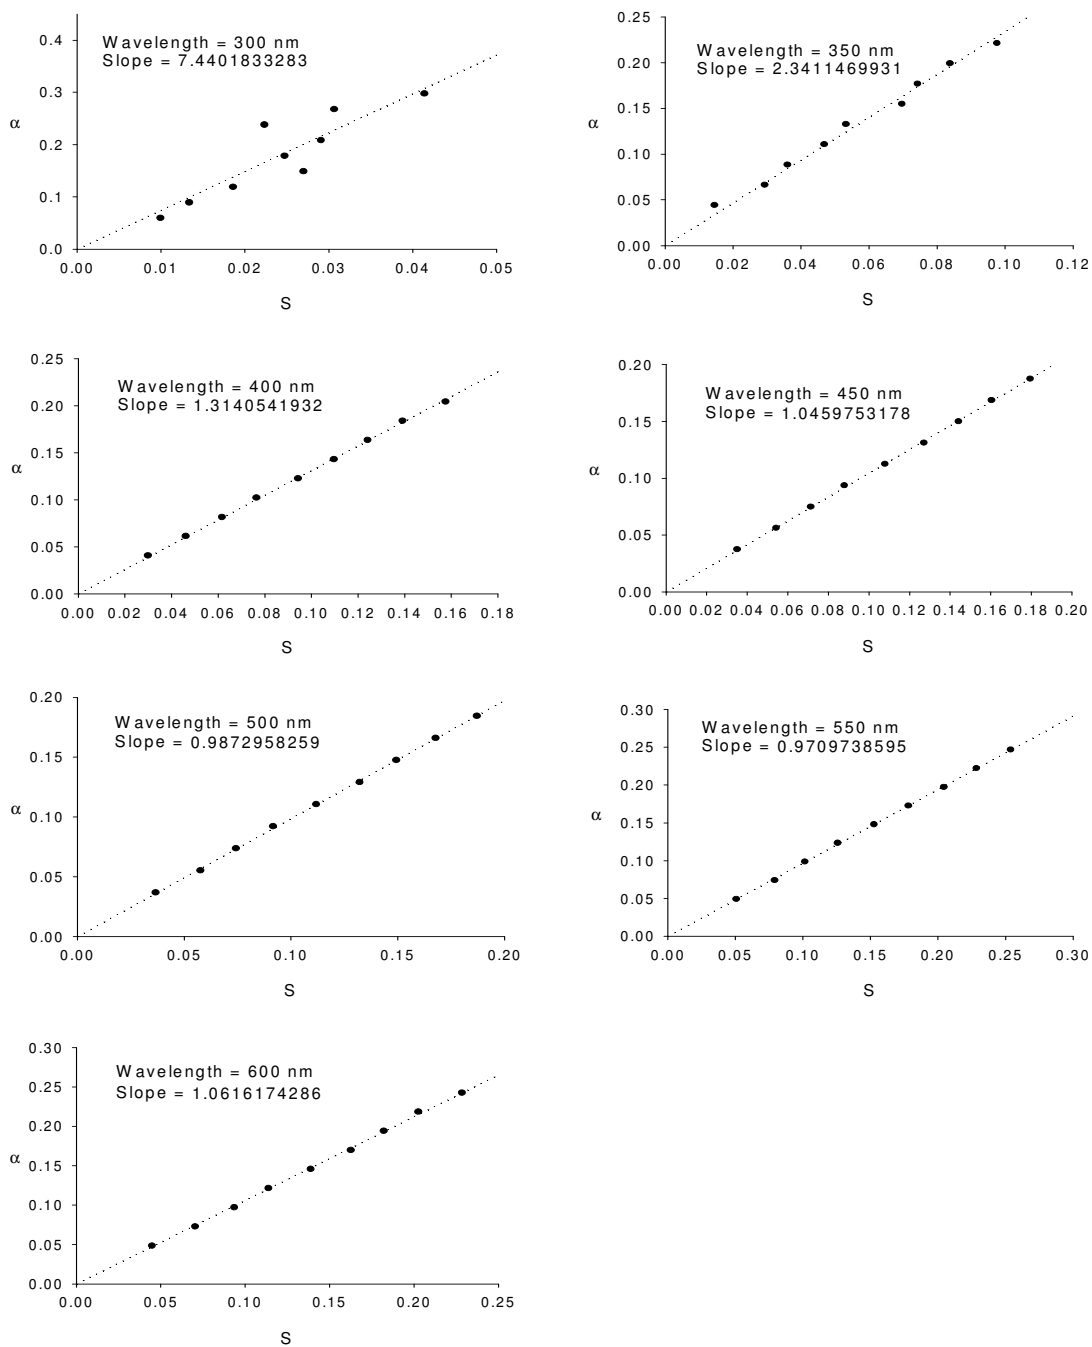 Wavelength = 300 nm
Slope = 7.4401833283
0.4
0.3
α
0.2
0.1
0.0
0.00 0.01 0.02 0.03 0.04 0.05
S
0.25
Wavelength = 350 nm
Slope = 2.3411469931
0.20
0.15
α
0.10
0.05
0.00
0.00 0.02 0.04 0.06 0.08 0.10 0.12
S
0.25
Wavelength = 400 nm
Slope = 1.3140541932
0.20
0.15
α
0.10
0.05
0.00
0.00 0.02 0.04 0.06 0.08 0.10 0.12 0.14 0.16 0.18
S
0.20
Wavelength = 450 nm
Slope = 1.0459753178
0.15
α
0.10
0.05
0.00
0.00 0.02 0.04 0.06 0.08 0.10 0.12 0.14 0.16 0.18 0.20
S
0.20
Wavelength = 500 nm
Slope = 0.9872958259
0.15
α
0.10
0.05
0.00
0.00 0.05 0.10 0.15 0.20
S
0.30
Wavelength = 550 nm
Slope = 0.9709738595
0.25
0.20
α
0.15
0.10
0.05
0.00
0.00 0.05 0.10 0.15 0.20 0.25 0.30
S
0.30
Wavelength = 600 nm
Slope = 1.0616174286
0.25
0.20
α
0.15
0.10
0.05
0.00
0.00 0.05 0.10 0.15 0.20 0.25
S